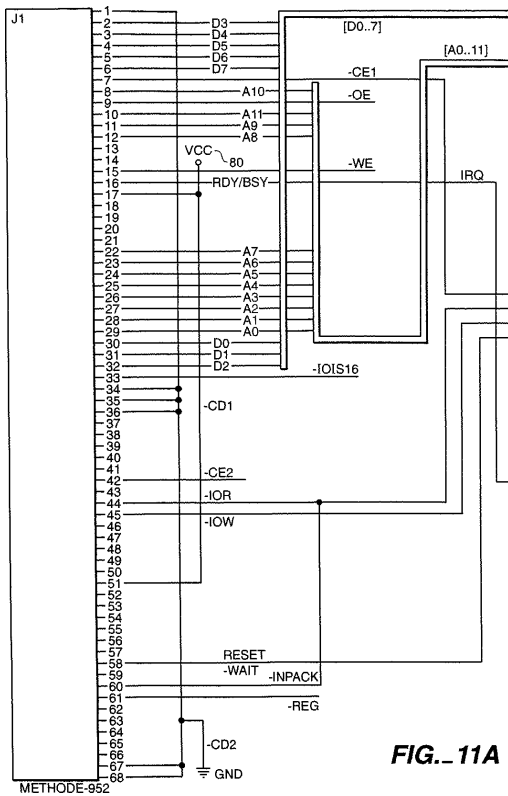 J1
1
2 D3
3 D4
4 D5
5 D6
6 D7
[D0..7]
[A0..11]
7 -CE1
8 A10
9 -OE
10 A11
11 A9
12 A8
13
14
VCC 80
15 -WE
16 RDY/BSY IRQ
17
18
19
20
21
22 A7
23 A6
24 A5
25 A4
26 A3
27 A2
28 A1
29 A0
30 D0
31 D1
32 D2
33 -IOIS16
34
35 -CD1
36
37
38
39
40
41
42 -CE2
43
44 -IOR
45 -IOW
46
47
48
49
50
51
52
53
54
55
56
57
58 RESET
59 -WAIT
60 -INPACK
61 -REG
62
63
64
65 -CD2
66
67 GND
68
METHODE-952
FIG._11A